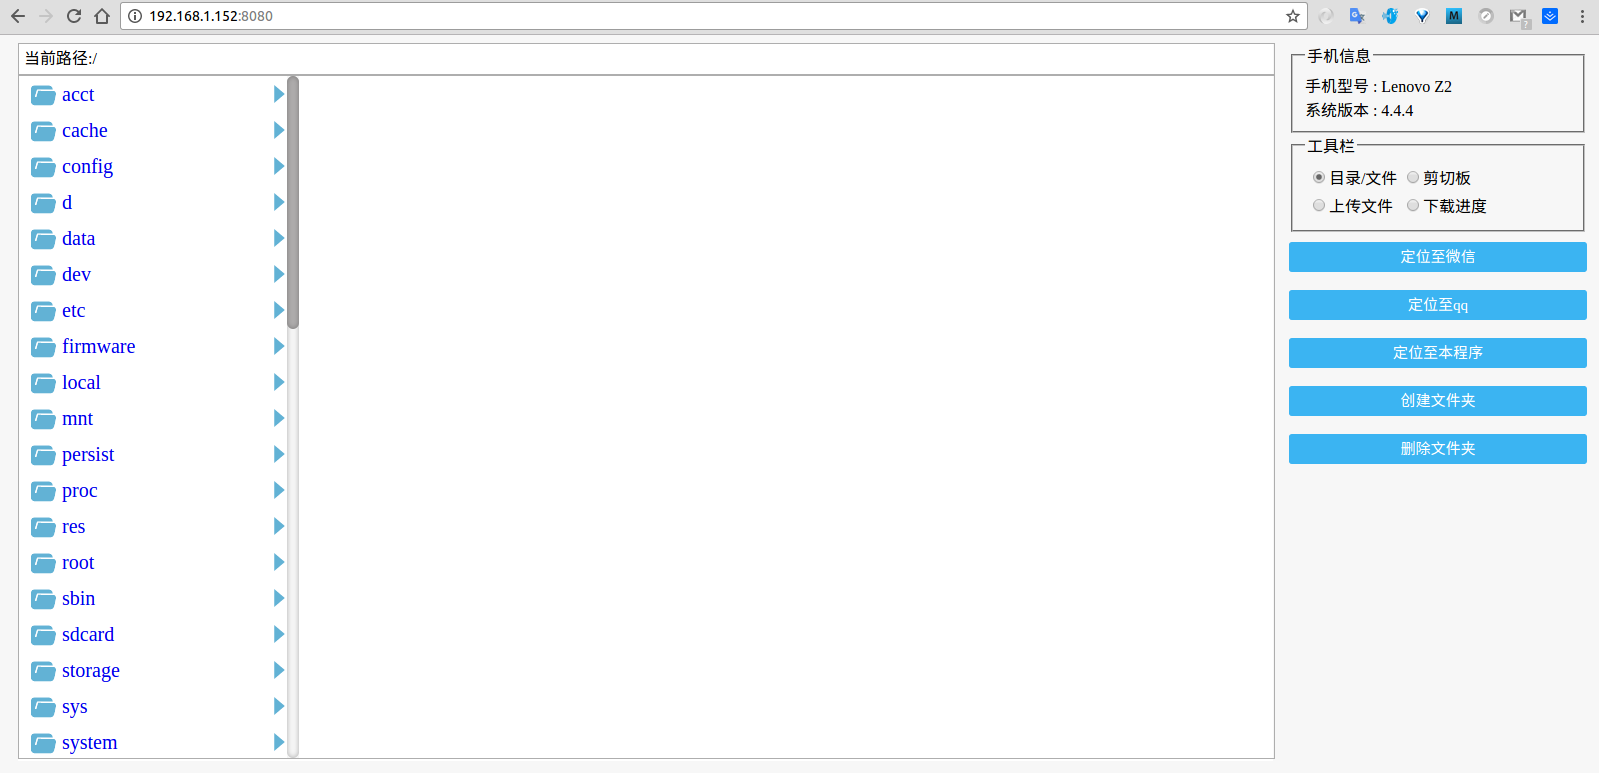 192.168.1.152:8080
当前路径:/
acct
cache
config
d
data
dev
etc
firmware
local
mnt
persist
proc
res
root
sbin
sdcard
storage
sys
system
手机信息
手机型号 : Lenovo Z2
系统版本 : 4.4.4
工具栏
目录/文件 剪切板
上传文件 下载进度
定位至微信
定位至qq
定位至本程序
创建文件夹
删除文件夹